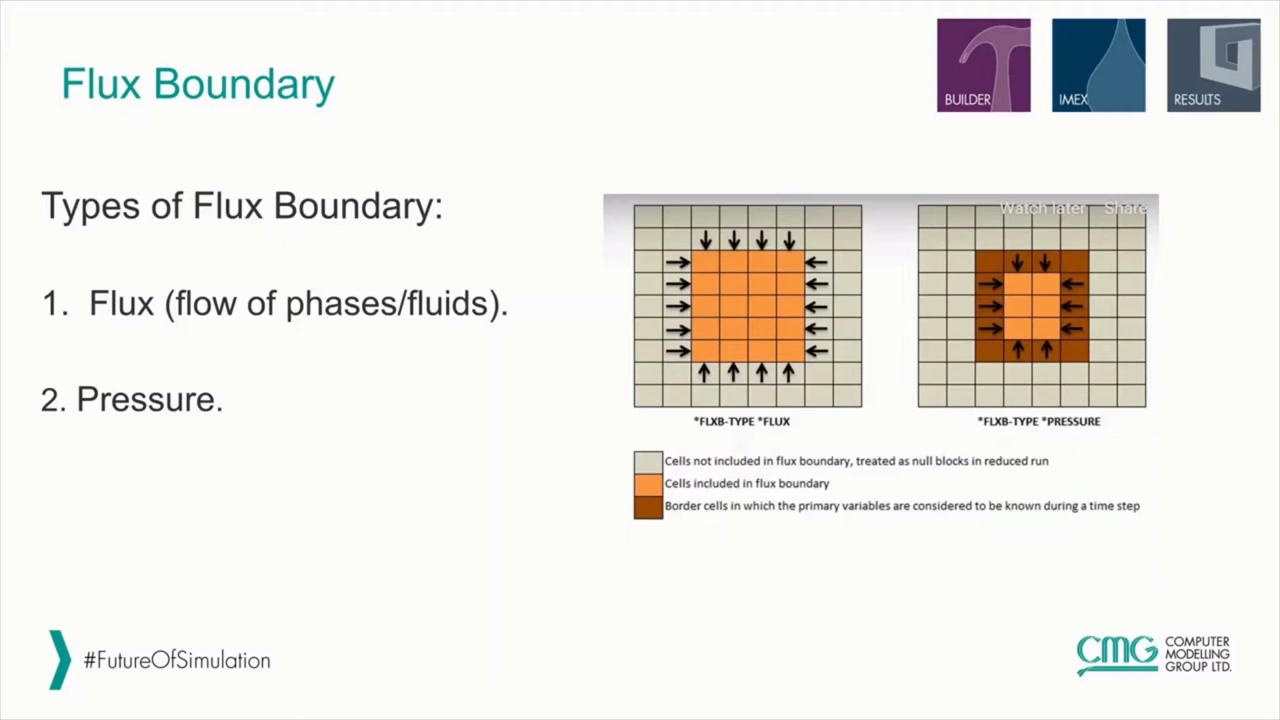 Flux Boundary
BUILDER
IMEX
RESULTS
Types of Flux Boundary:
1. Flux (flow of phases/fluids).
2. Pressure.
Watch later Share
*FLXB-TYPE *FLUX
*FLXB-TYPE *PRESSURE
Cells not included in flux boundary, treated as null blocks in reduced run
Cells included in flux boundary
Border cells in which the primary variables are considered to be known during a time step
#FutureOfSimulation
CMG
COMPUTER
MODELLING
GROUP LTD.